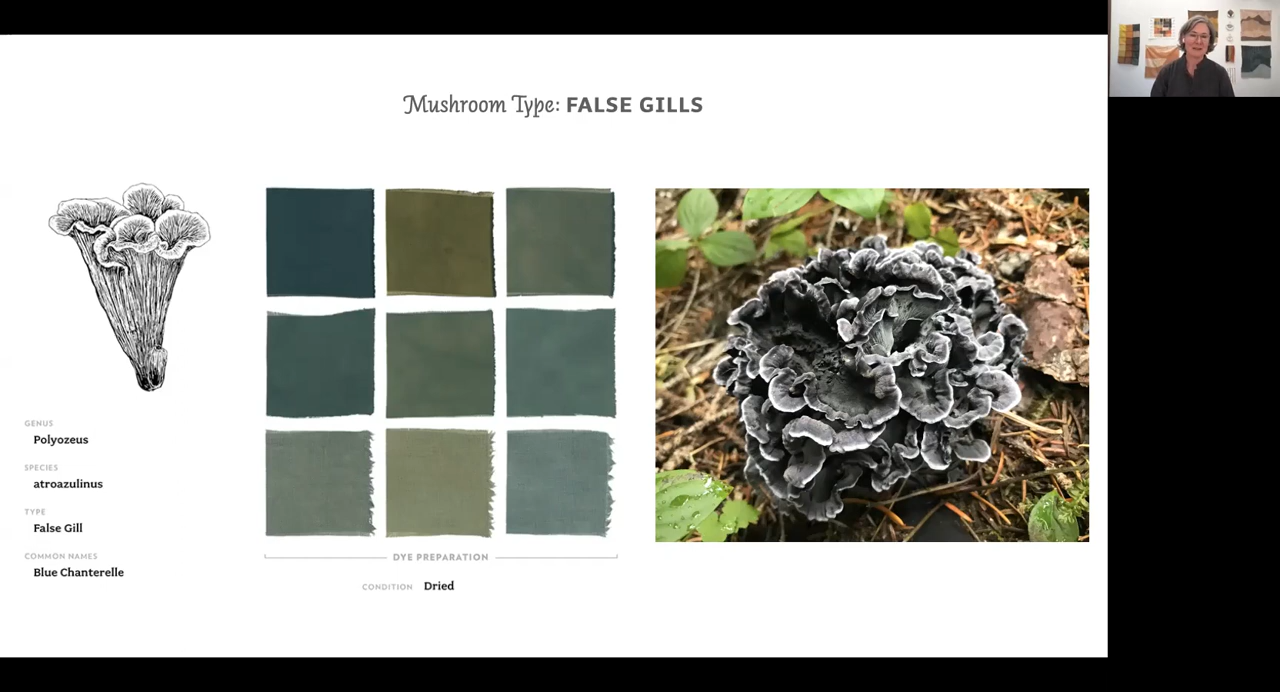 Mushroom Type: FALSE GILLS
GENUS
Polyozeus
SPECIES
atroazulinus
TYPE
False Gill
COMMON NAMES
Blue Chanterelle
DYE PREPARATION
CONDITION Dried